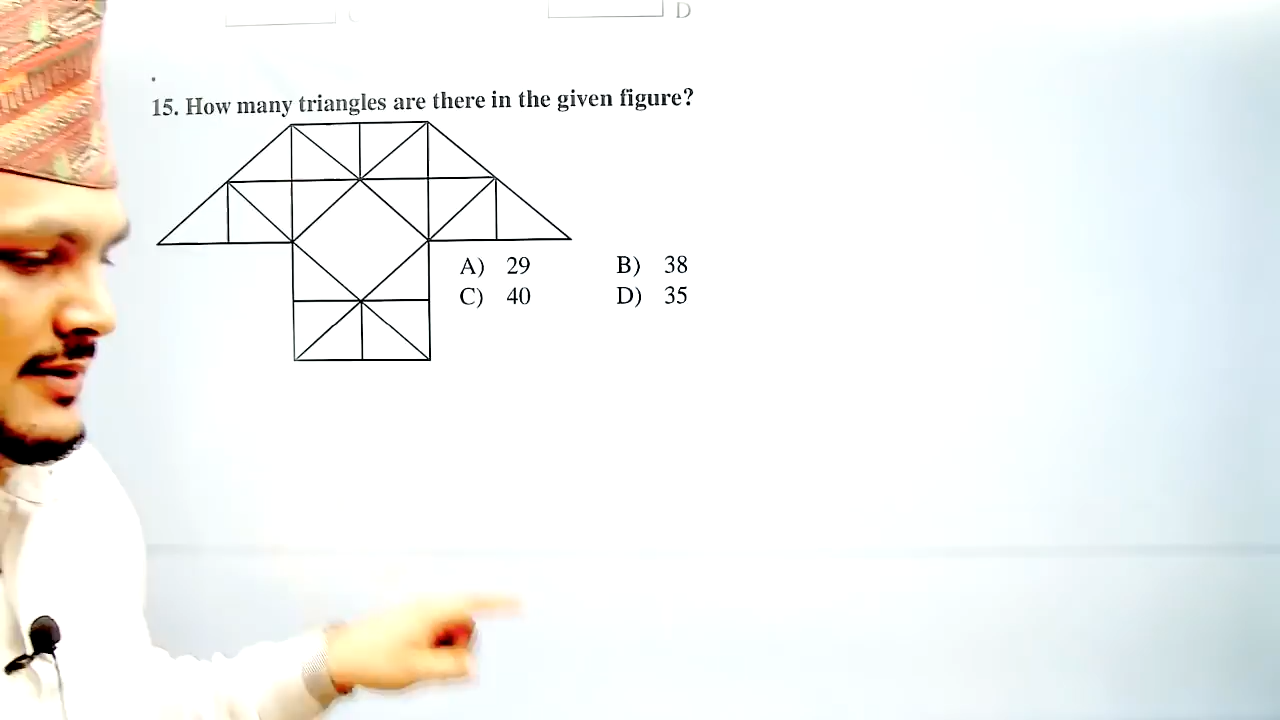 D
15. How many triangles are there in the given figure?
A) 29 B) 38
C) 40 D) 35